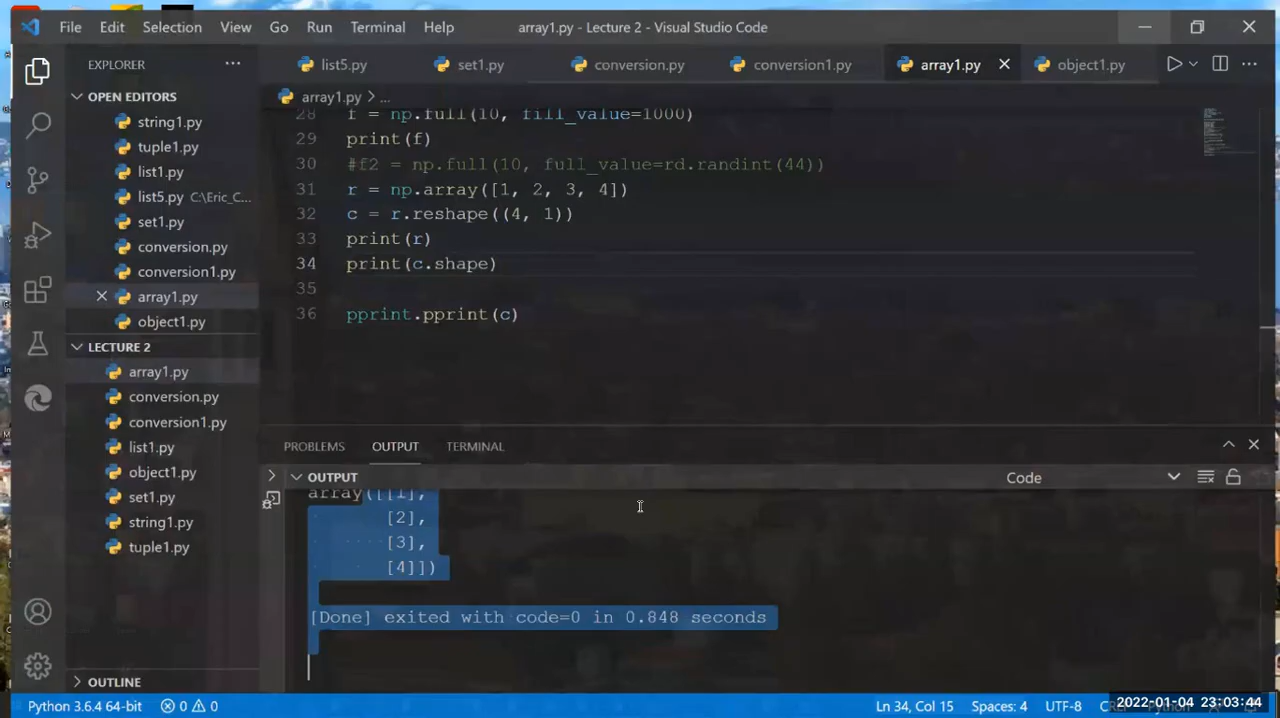 File Edit Selection View Go Run Terminal Help array1.py - Lecture 2 - Visual Studio Code
EXPLORER
list5.py set1.py conversion.py conversion1.py array1.py object1.py
OPEN EDITORS
string1.py
tuple1.py
list1.py
list5.py C:\Eric_C...
set1.py
conversion.py
conversion1.py
array1.py
object1.py
LECTURE 2
array1.py
conversion.py
conversion1.py
list1.py
object1.py
set1.py
string1.py
tuple1.py
OUTLINE
array1.py > ...
28 f = np.full(10, fill_value=1000)
29 print(f)
30 #f2 = np.full(10, full_value=rd.randint(44))
31 r = np.array([1, 2, 3, 4])
32 c = r.reshape((4, 1))
33 print(r)
34 print(c.shape)
35
36 pprint.pprint(c)
PROBLEMS OUTPUT TERMINAL
OUTPUT Code
array([[1],
[2],
[3],
[4]])
[Done] exited with code=0 in 0.848 seconds
Python 3.6.4 64-bit 0 0 Ln 34, Col 15 Spaces: 4 UTF-8
2022-01-04 23:03:44